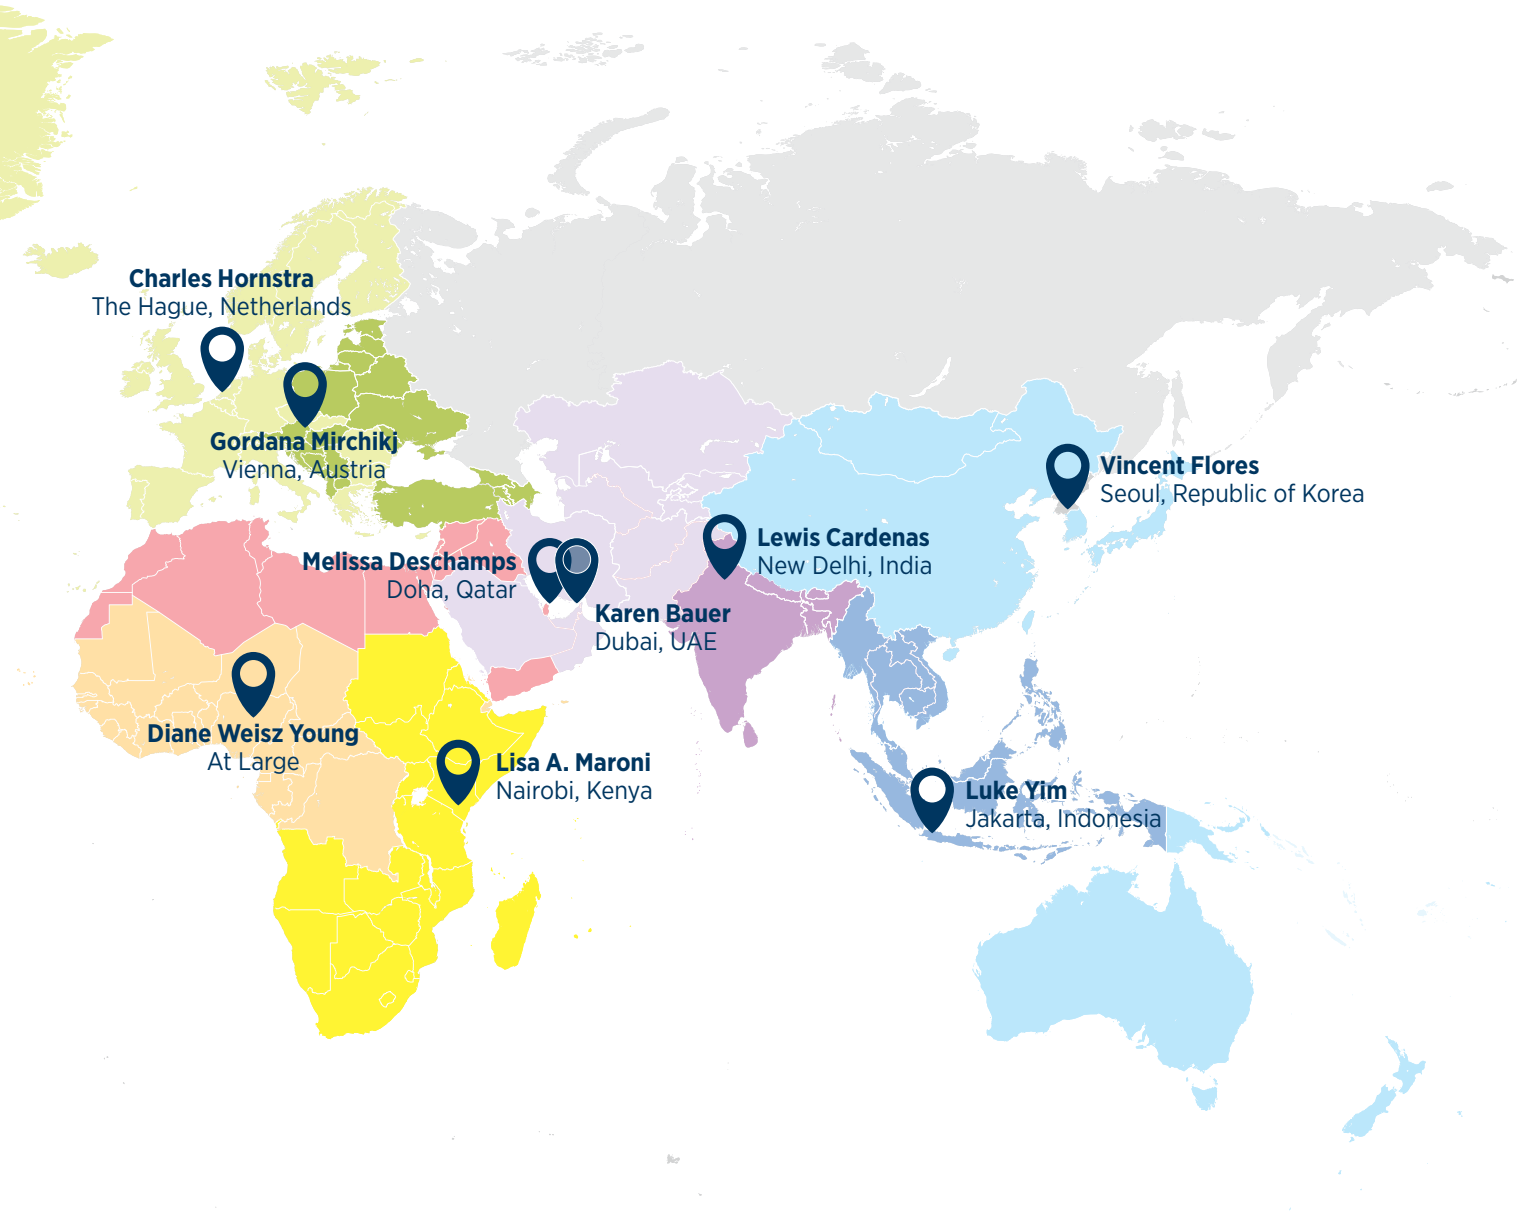 Charles Hornstra
The Hague, Netherlands
Gordana Mirchikj
Vienna, Austria
Vincent Flores
Seoul, Republic of Korea
Lewis Cardenas
New Delhi, India
Melissa Deschamps
Doha, Qatar
Karen Bauer
Dubai, UAE
Diane Weisz Young
At Large
Lisa A. Maroni
Nairobi, Kenya
Luke Yim
Jakarta, Indonesia